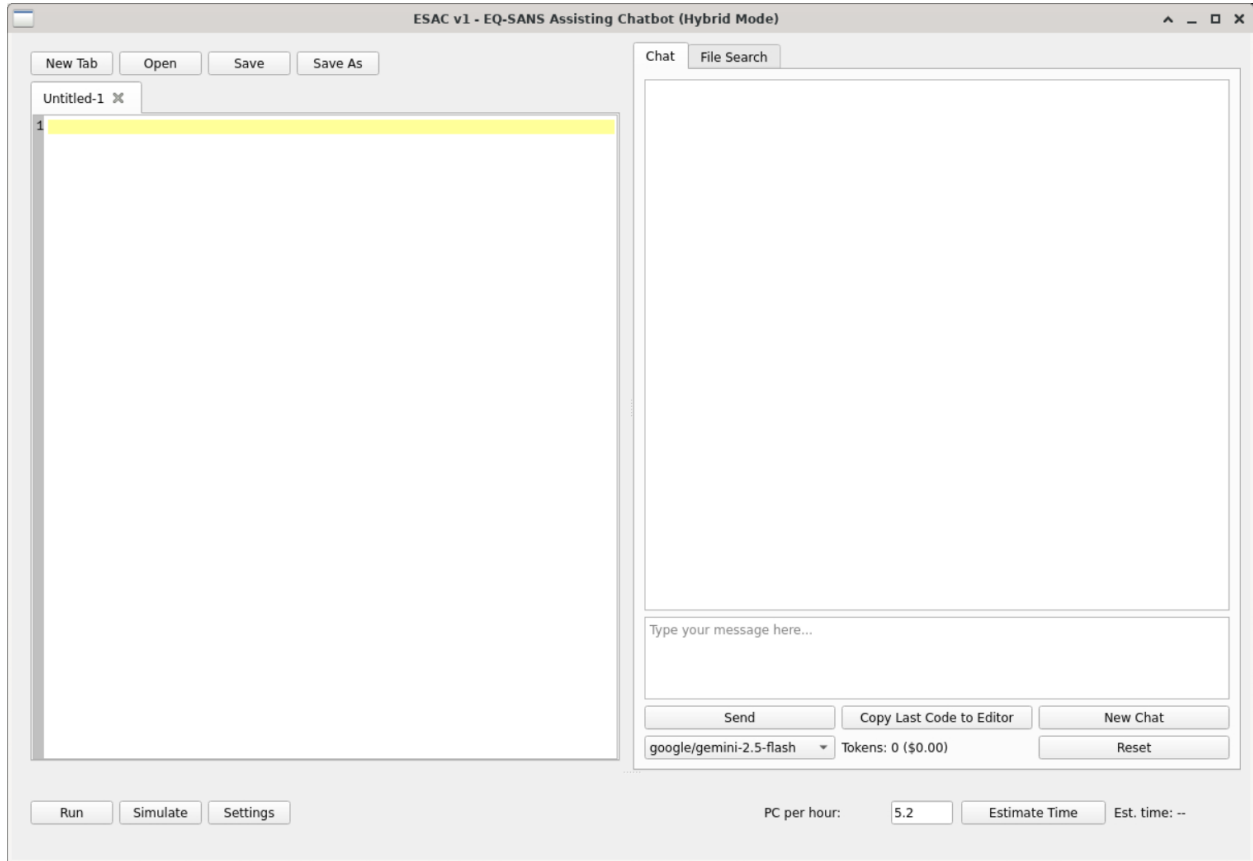 ESAC v1 - EQ-SANS Assisting Chatbot (Hybrid Mode)
New Tab Open Save Save As
Untitled-1
1
Chat File Search
Type your message here...
Send Copy Last Code to Editor New Chat
google/gemini-2.5-flash Tokens: 0 ($0.00) Reset
Run Simulate Settings PC per hour: 5.2 Estimate Time Est. time: --